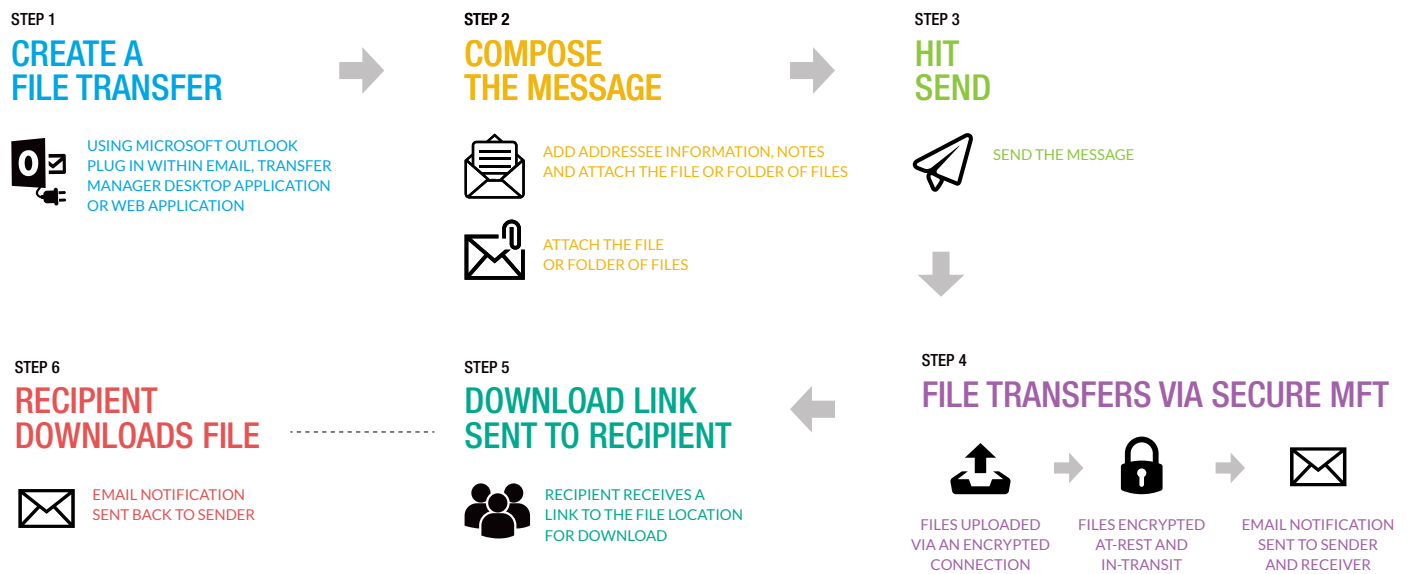 STEP 1
CREATE A
FILE TRANSFER
USING MICROSOFT OUTLOOK
PLUG IN WITHIN EMAIL, TRANSFER
MANAGER DESKTOP APPLICATION
OR WEB APPLICATION
STEP 2
COMPOSE
THE MESSAGE
ADD ADDRESSEE INFORMATION, NOTES
AND ATTACH THE FILE OR FOLDER OF FILES
ATTACH THE FILE
OR FOLDER OF FILES
STEP 3
HIT
SEND
SEND THE MESSAGE
STEP 4
FILE TRANSFERS VIA SECURE MFT
FILES UPLOADED
VIA AN ENCRYPTED
CONNECTION
FILES ENCRYPTED
AT-REST AND
IN-TRANSIT
EMAIL NOTIFICATION
SENT TO SENDER
AND RECEIVER
STEP 5
DOWNLOAD LINK
SENT TO RECIPIENT
RECIPIENT RECEIVES A
LINK TO THE FILE LOCATION
FOR DOWNLOAD
STEP 6
RECIPIENT
DOWNLOADS FILE
EMAIL NOTIFICATION
SENT BACK TO SENDER